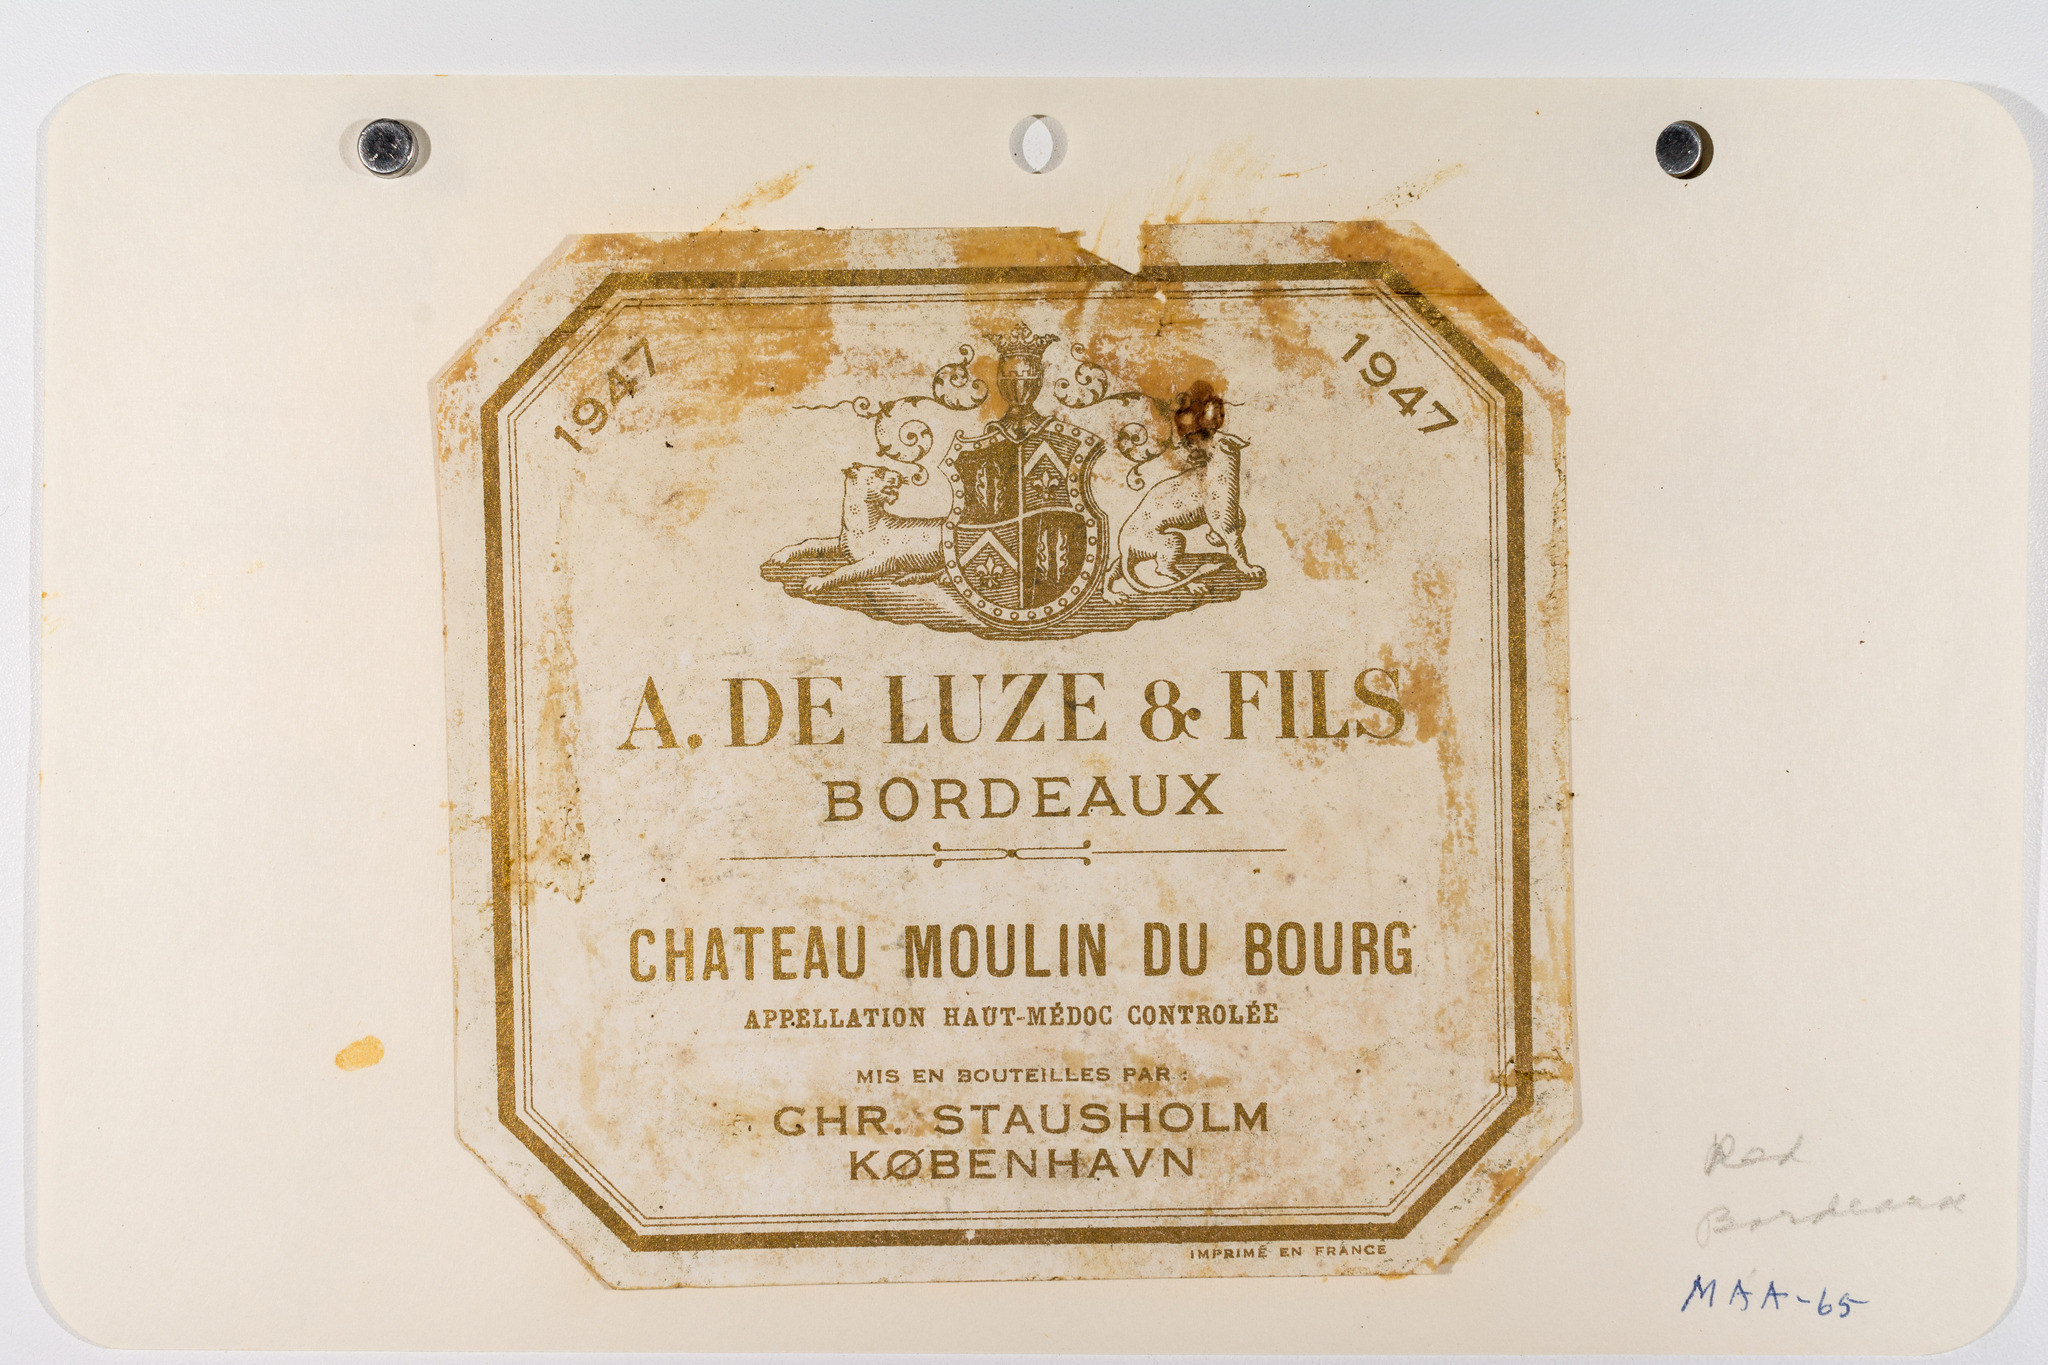 1947
1947
A. DE LUZE & FILS
BORDEAUX
CHATEAU MOULIN DU BOURG
APPELLATION HAUT-MÉDOC CONTROLÉE
MIS EN BOUTEILLES PAR :
CHR. STAUSHOLM
KØBENHAVN
IMPRIMÉ EN FRANCE
Red
Bordeaux
MAA-65